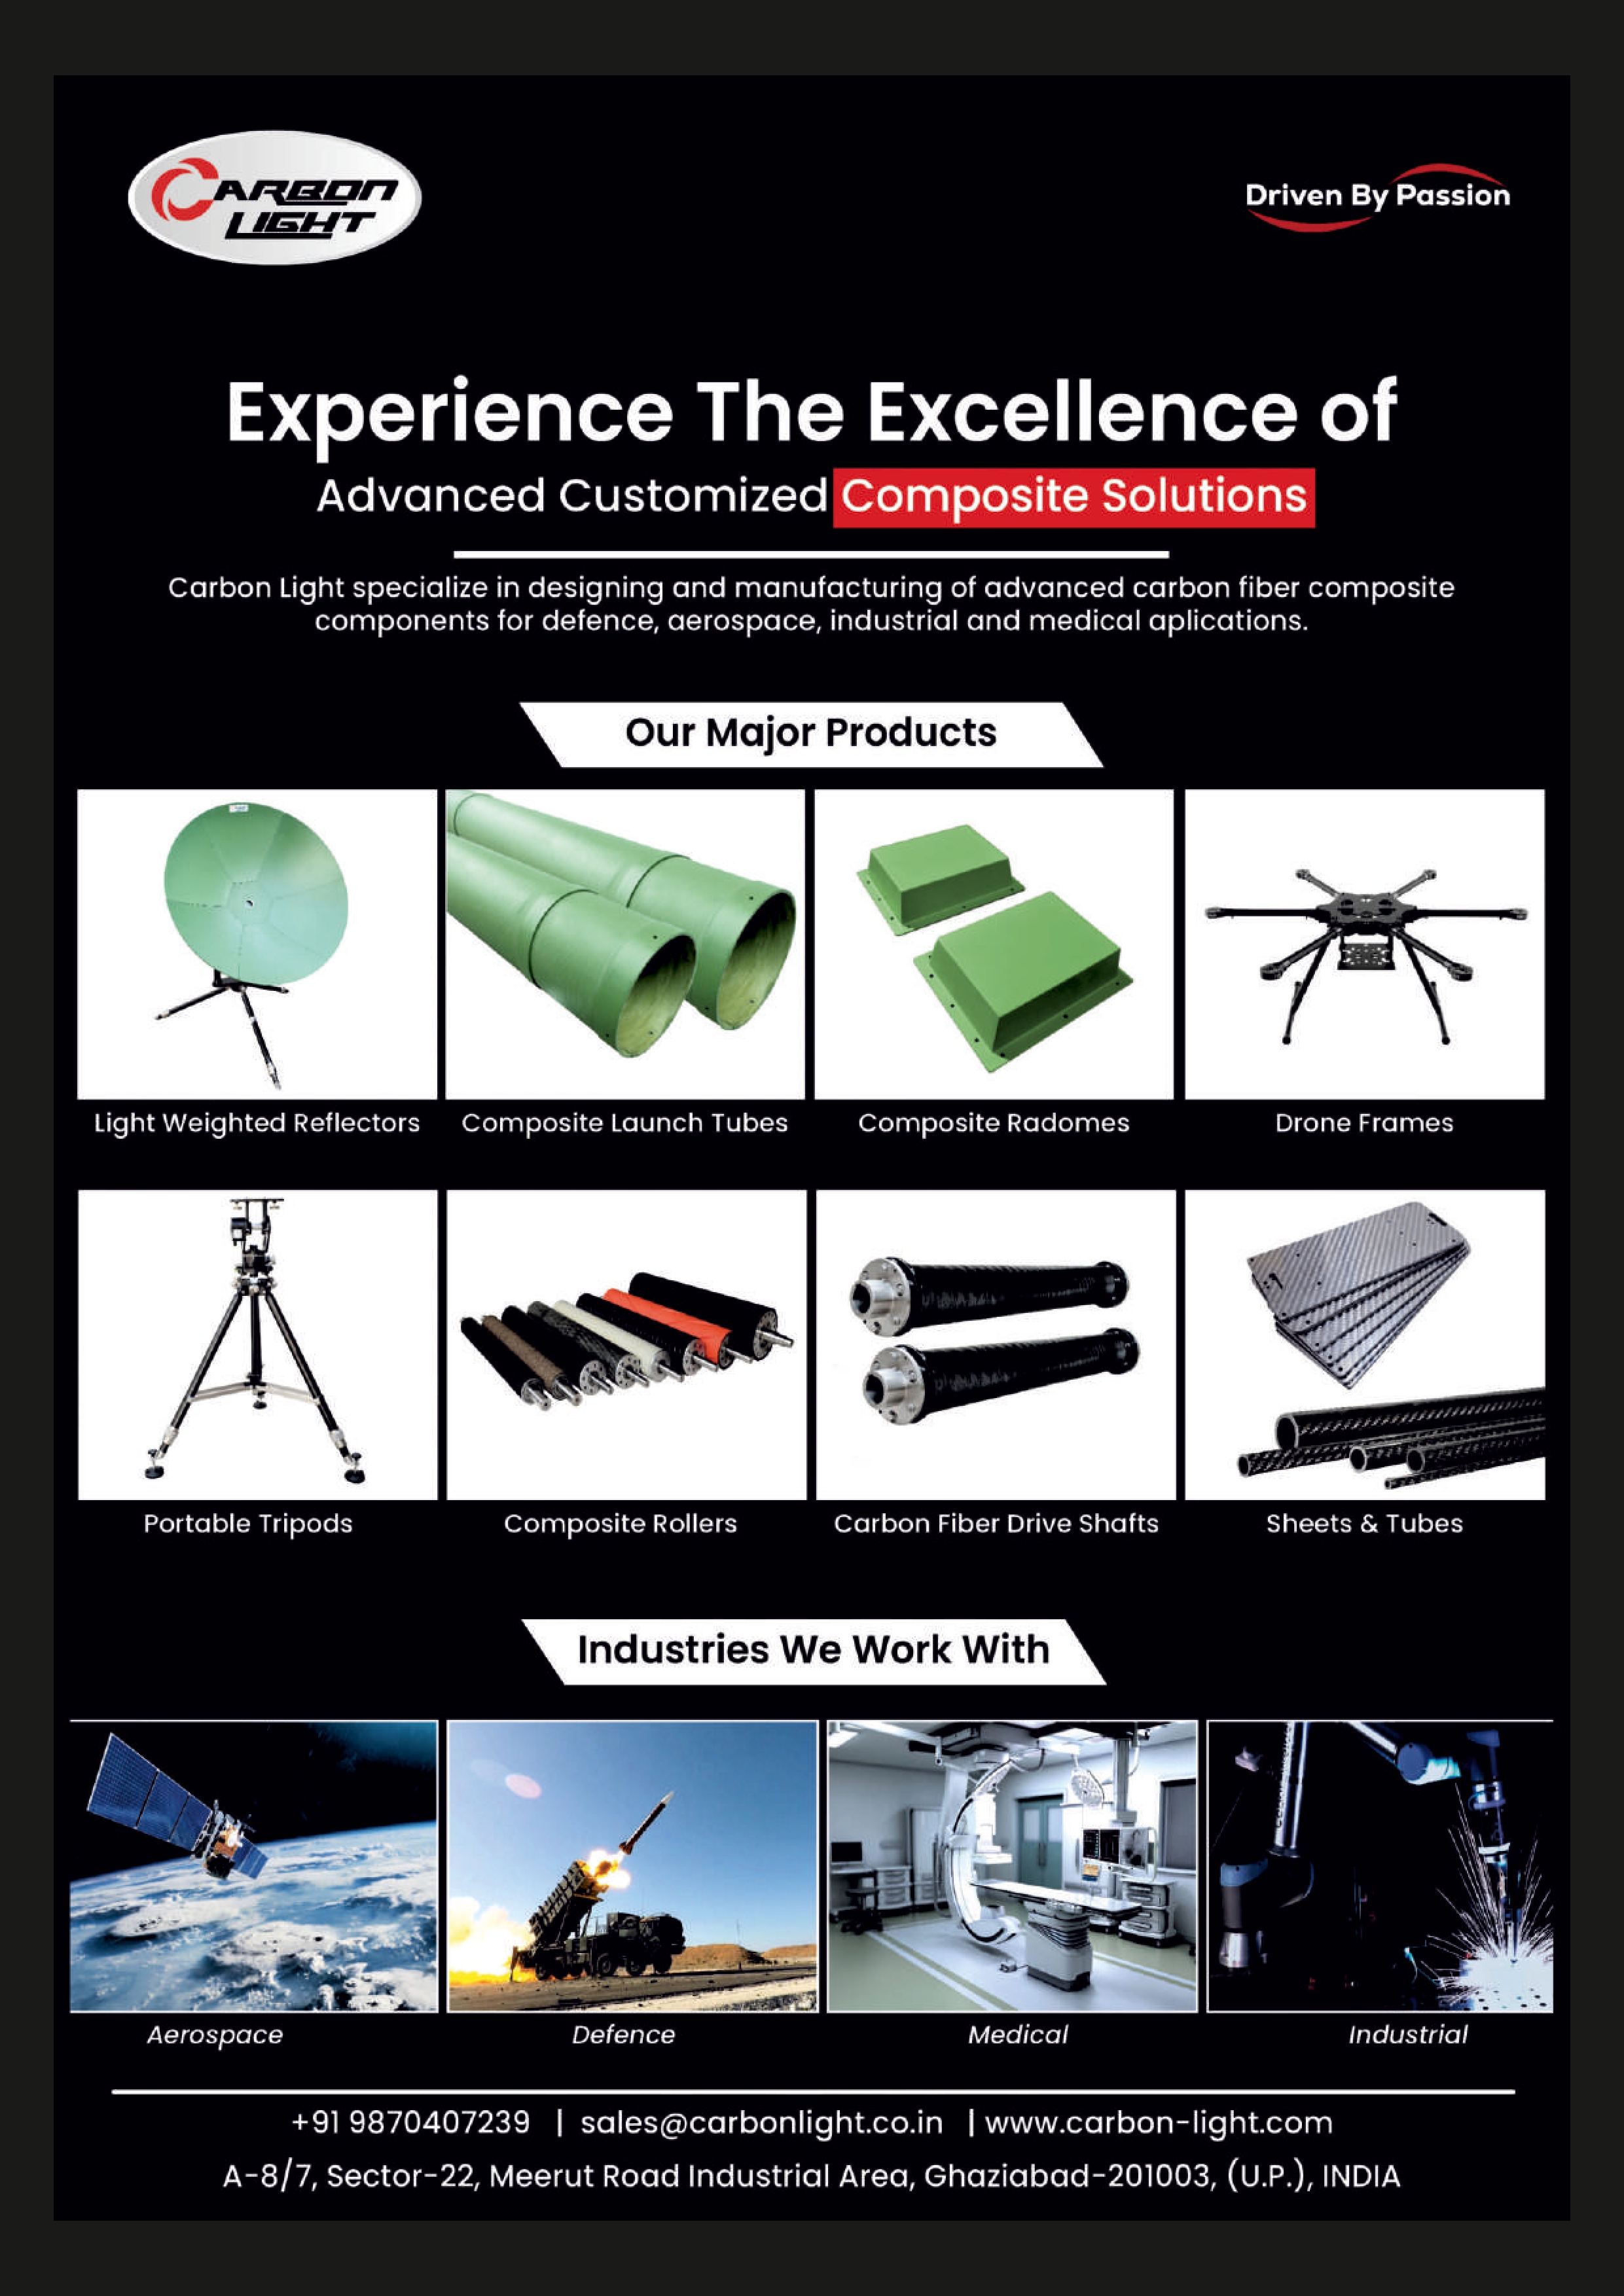 CARBON
LIGHT
Driven By Passion
Experience The Excellence of
Advanced Customized Composite Solutions
Carbon Light specialize in designing and manufacturing of advanced carbon fiber composite
components for defence, aerospace, industrial and medical aplications.
Our Major Products
Light Weighted Reflectors
Composite Launch Tubes
Composite Radomes
Drone Frames
Portable Tripods
Composite Rollers
Carbon Fiber Drive Shafts
Sheets & Tubes
Industries We Work With
Aerospace
Defence
Medical
Industrial
+91 9870407239 | sales@carbonlight.co.in | www.carbon-light.com
A-8/7, Sector-22, Meerut Road Industrial Area, Ghaziabad-201003, (U.P.), INDIA